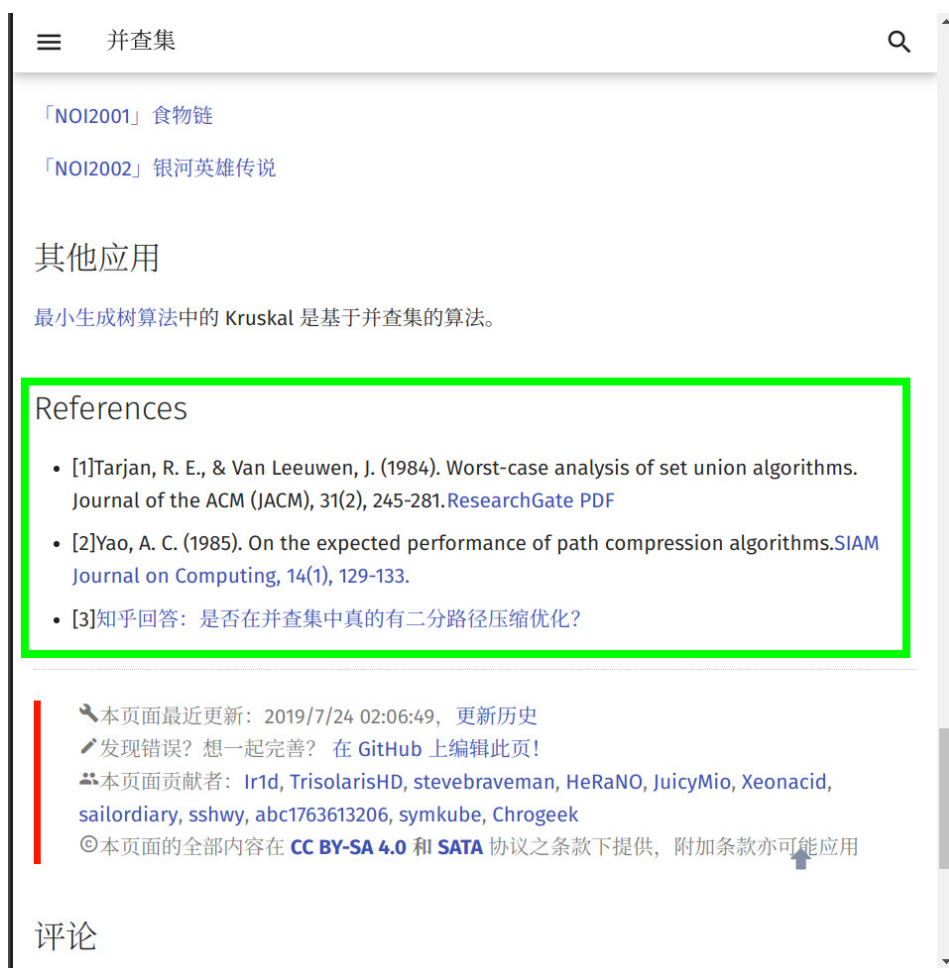 并查集
「NOI2001」食物链
「NOI2002」银河英雄传说
其他应用
最小生成树算法中的 Kruskal 是基于并查集的算法。
References
• [1]Tarjan, R. E., & Van Leeuwen, J. (1984). Worst-case analysis of set union algorithms.
Journal of the ACM (JACM), 31(2), 245-281.ResearchGate PDF
• [2]Yao, A. C. (1985). On the expected performance of path compression algorithms.SIAM
Journal on Computing, 14(1), 129-133.
• [3]知乎回答：是否在并查集中真的有二分路径压缩优化？
本页面最近更新：2019/7/24 02:06:49，更新历史
发现错误？想一起完善？ 在 GitHub 上编辑此页！
本页面贡献者：Ir1d, TrisolarisHD, stevebraveman, HeRaNO, JuicyMio, Xeonacid,
sailordiary, sshwy, abc1763613206, symkube, Chrogeek
©本页面的全部内容在 CC BY-SA 4.0 和 SATA 协议之条款下提供，附加条款亦可能应用
评论